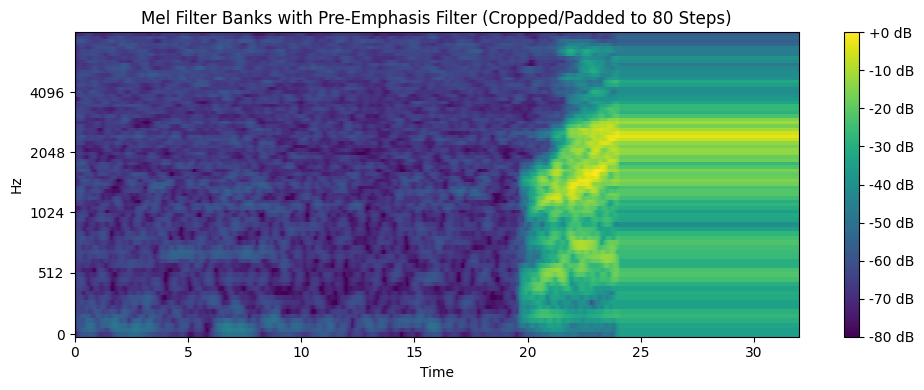 Mel Filter Banks with Pre-Emphasis Filter (Cropped/Padded to 80 Steps)
Hz
4096
2048
1024
512
0
0 5 10 15 20 25 30
Time
+0 dB
-10 dB
-20 dB
-30 dB
-40 dB
-50 dB
-60 dB
-70 dB
-80 dB